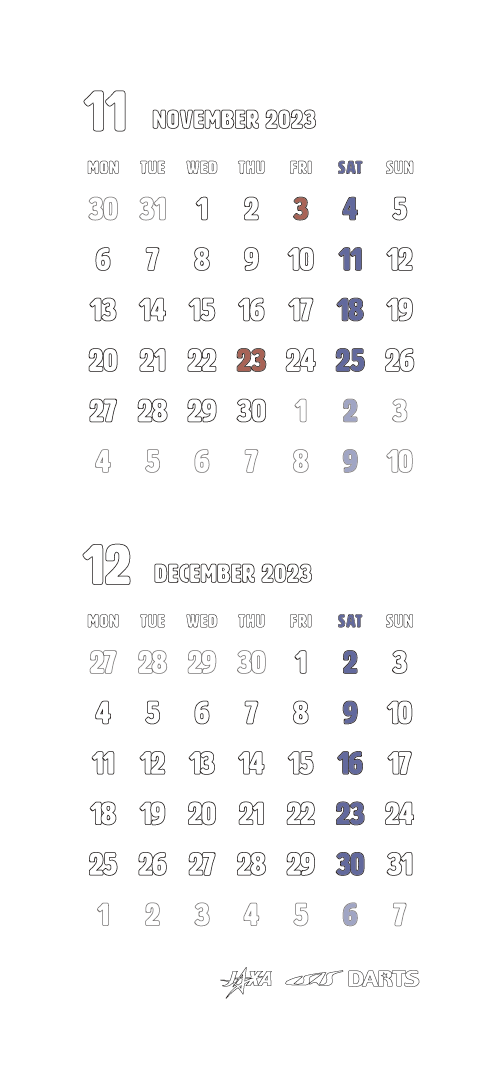 11 NOVEMBER 2023
MON TUE WED THU FRI SAT SUN
30 31 1 2 3 4 5
6 7 8 9 10 11 12
13 14 15 16 17 18 19
20 21 22 23 24 25 26
27 28 29 30 1 2 3
4 5 6 7 8 9 10
12 DECEMBER 2023
MON TUE WED THU FRI SAT SUN
27 28 29 30 1 2 3
4 5 6 7 8 9 10
11 12 13 14 15 16 17
18 19 20 21 22 23 24
25 26 27 28 29 30 31
1 2 3 4 5 6 7
JAXA ISAS DARTS